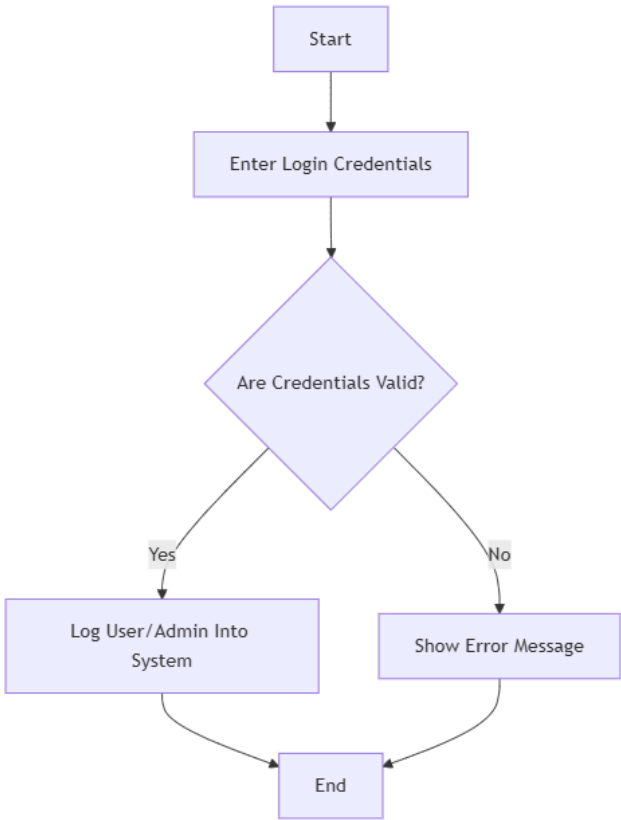 Start
Enter Login Credentials
Are Credentials Valid?
Yes
No
Log User/Admin Into
System
Show Error Message
End